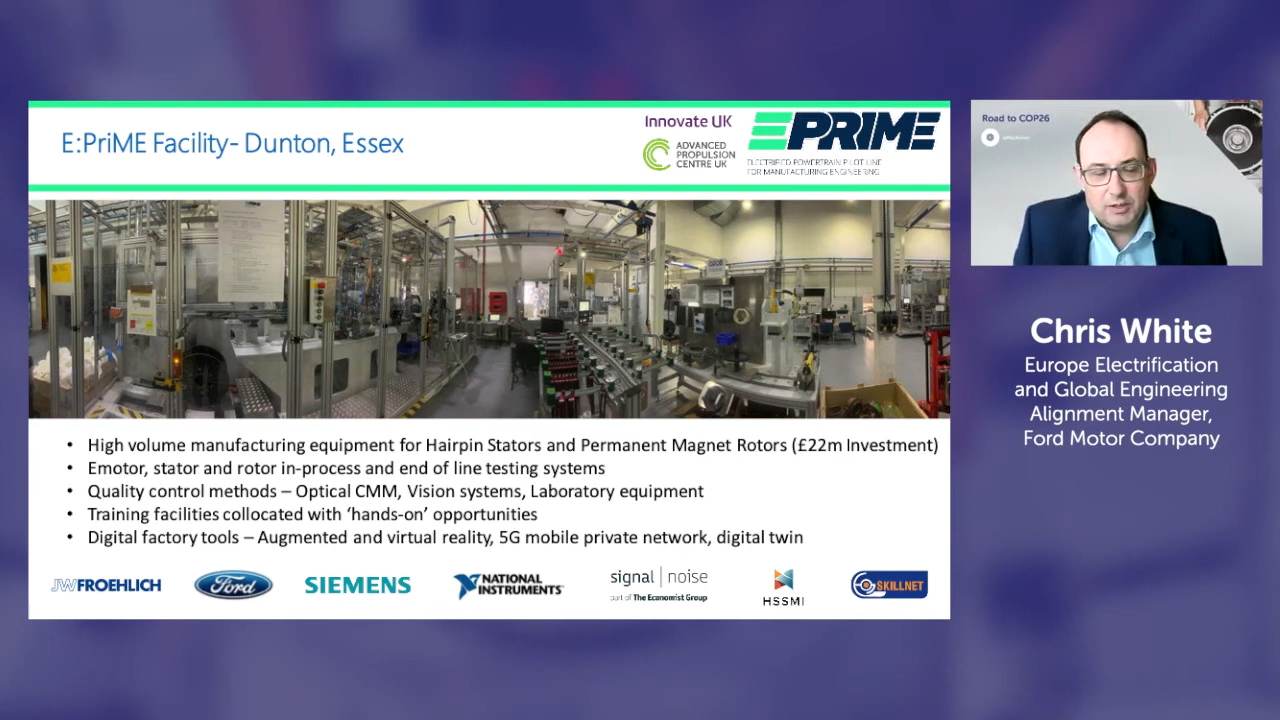 E:PriME Facility- Dunton, Essex
Innovate UK
ADVANCED
PROPULSION
CENTRE UK
EPRIME
ELECTRIFIED POWERTRAIN PILOT LINE
FOR MANUFACTURING ENGINEERING
• High volume manufacturing equipment for Hairpin Stators and Permanent Magnet Rotors (£22m Investment)
• Emotor, stator and rotor in-process and end of line testing systems
• Quality control methods – Optical CMM, Vision systems, Laboratory equipment
• Training facilities collocated with ‘hands-on’ opportunities
• Digital factory tools – Augmented and virtual reality, 5G mobile private network, digital twin
JWFROEHLICH
Ford
SIEMENS
NATIONAL
INSTRUMENTS
signal | noise
part of The Economist Group
HSSMI
SKILLNET
Road to COP26
Chris White
Europe Electrification
and Global Engineering
Alignment Manager,
Ford Motor Company